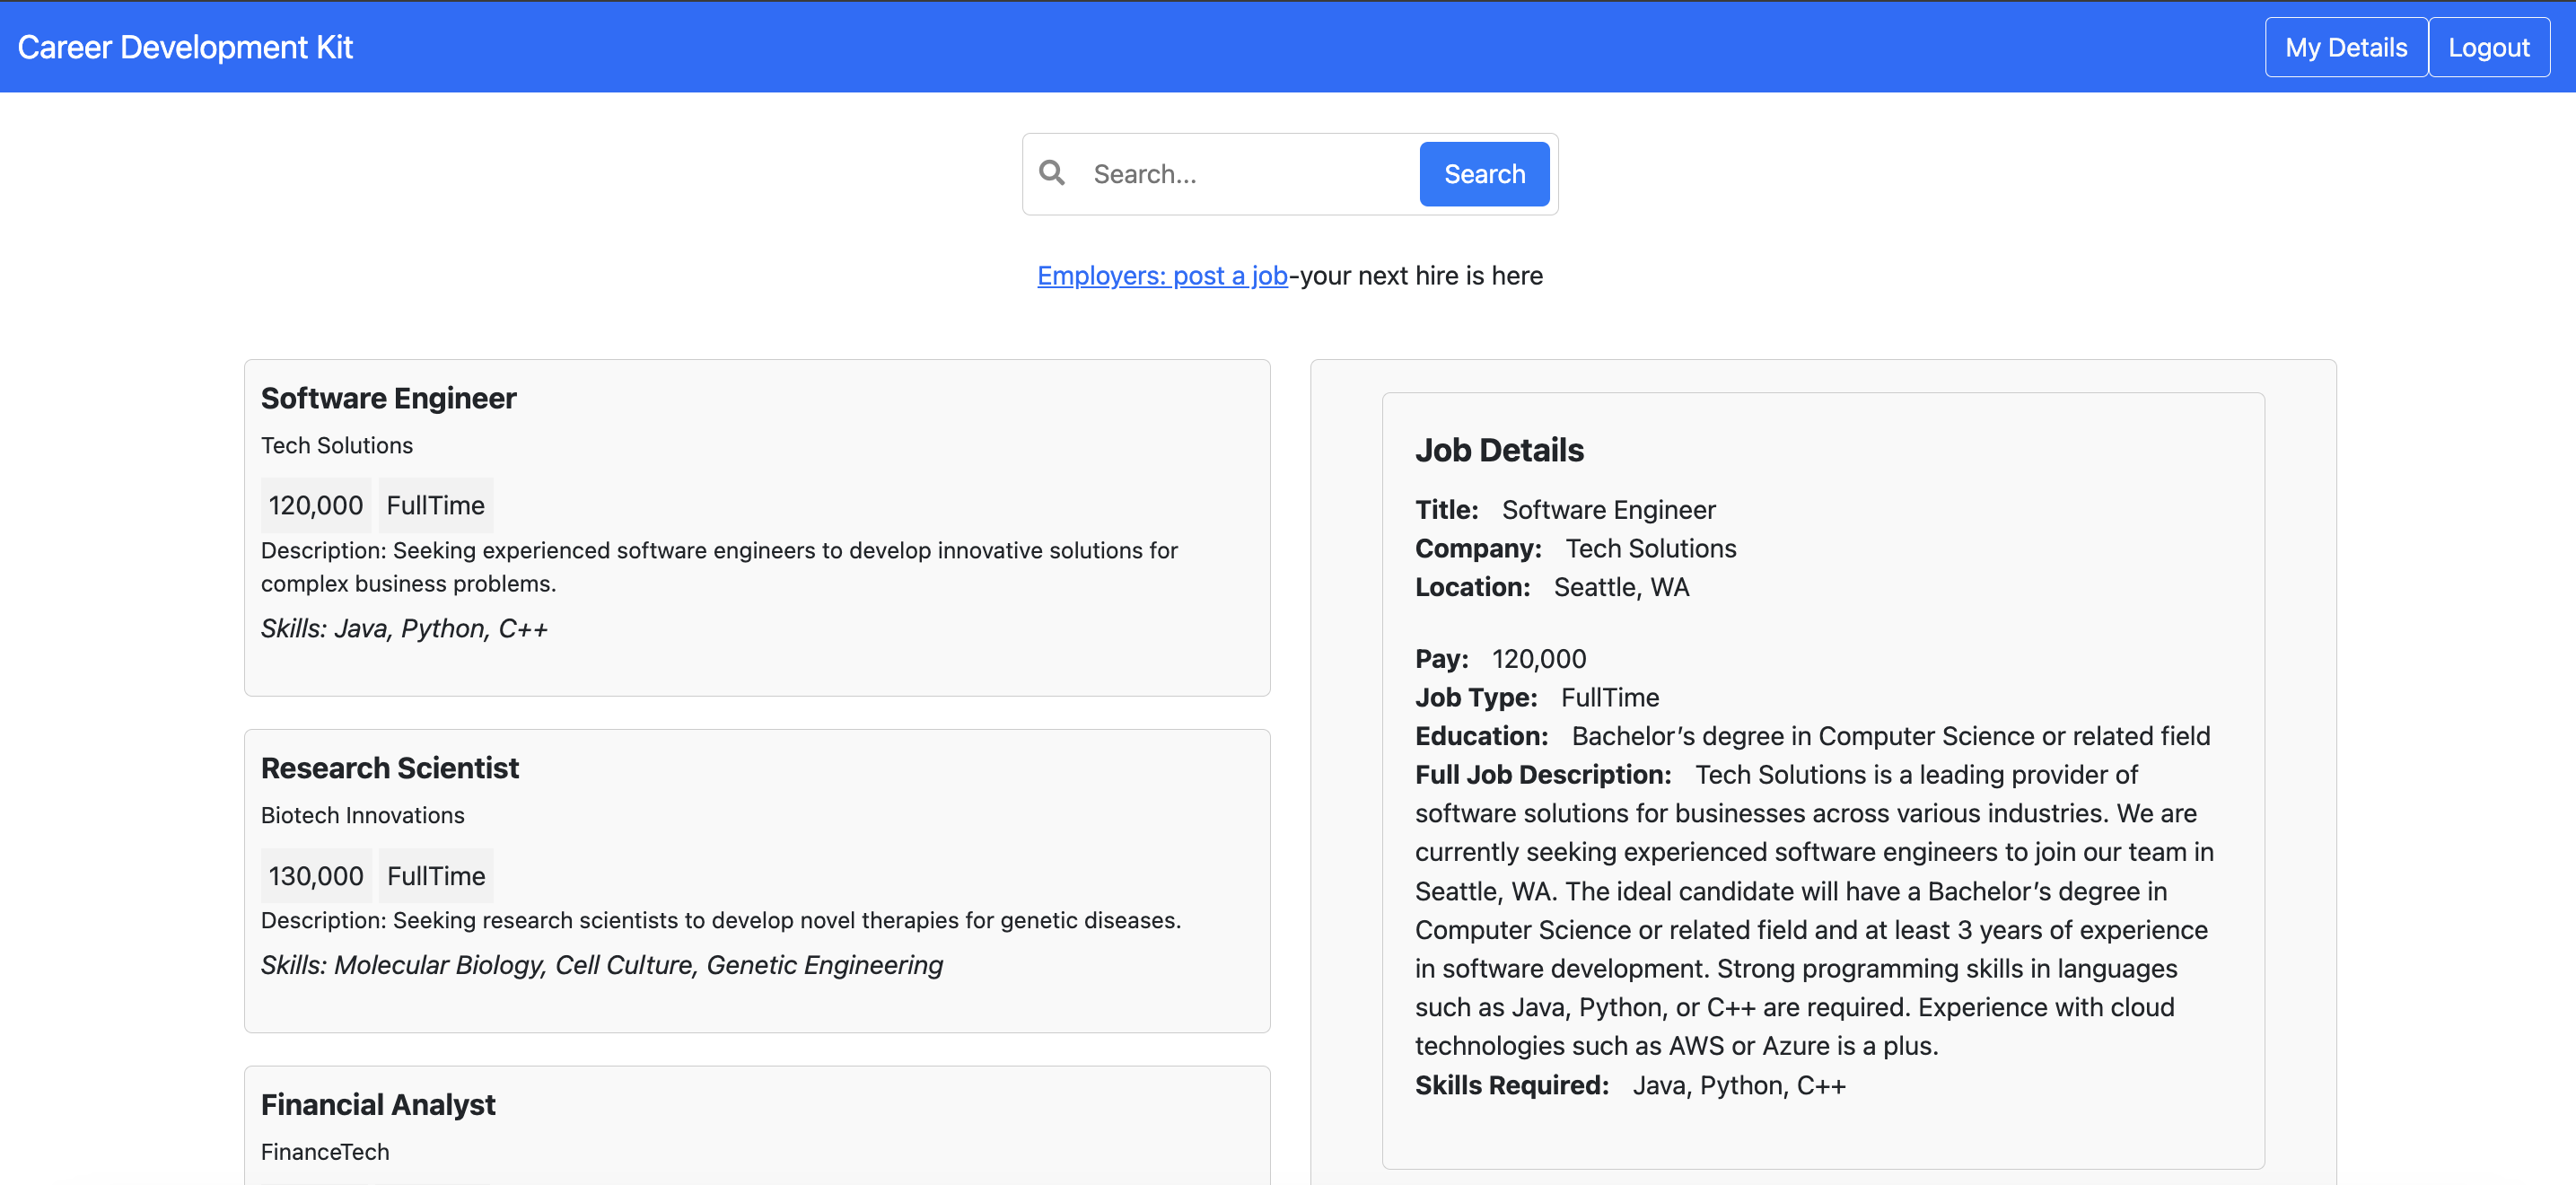 Career Development Kit
My Details
Logout
Search...
Search
Employers: post a job-your next hire is here
Software Engineer
Tech Solutions
120,000 FullTime
Description: Seeking experienced software engineers to develop innovative solutions for
complex business problems.
Skills: Java, Python, C++
Research Scientist
Biotech Innovations
130,000 FullTime
Description: Seeking research scientists to develop novel therapies for genetic diseases.
Skills: Molecular Biology, Cell Culture, Genetic Engineering
Financial Analyst
FinanceTech
Job Details
Title: Software Engineer
Company: Tech Solutions
Location: Seattle, WA
Pay: 120,000
Job Type: FullTime
Education: Bachelor’s degree in Computer Science or related field
Full Job Description: Tech Solutions is a leading provider of
software solutions for businesses across various industries. We are
currently seeking experienced software engineers to join our team in
Seattle, WA. The ideal candidate will have a Bachelor’s degree in
Computer Science or related field and at least 3 years of experience
in software development. Strong programming skills in languages
such as Java, Python, or C++ are required. Experience with cloud
technologies such as AWS or Azure is a plus.
Skills Required: Java, Python, C++